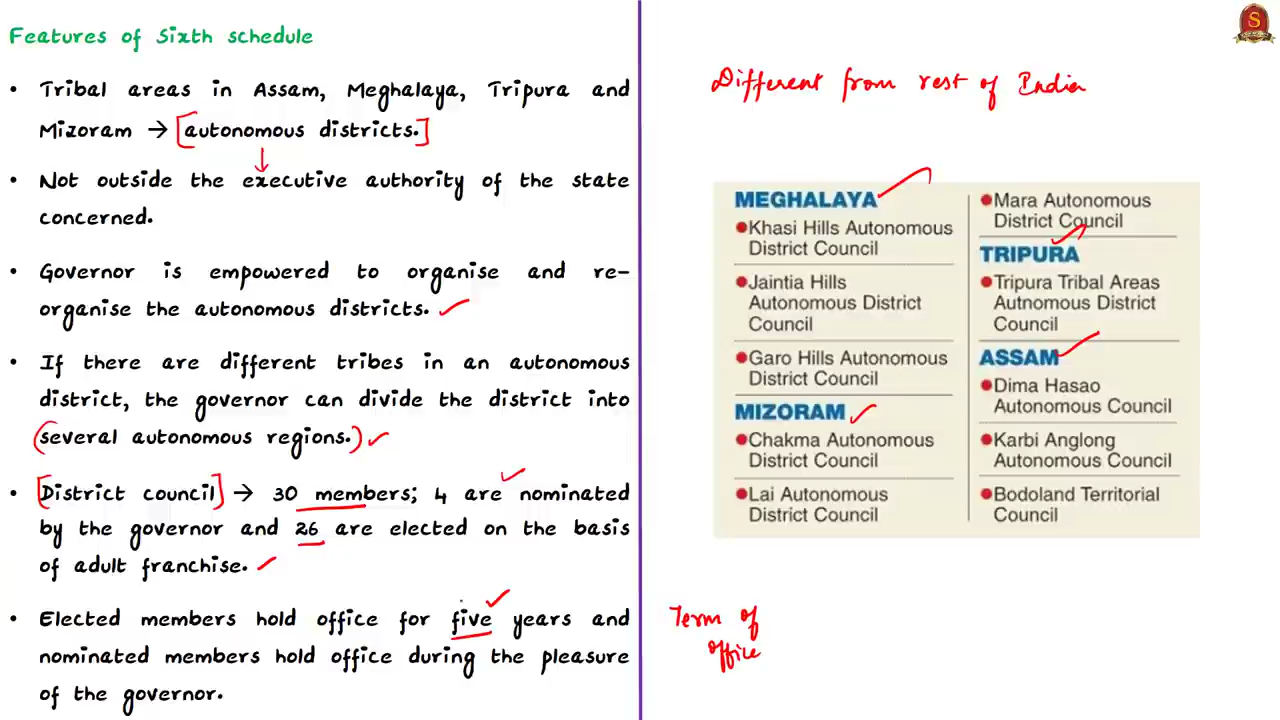 Features of Sixth schedule
• Tribal areas in Assam, Meghalaya, Tripura and
Mizoram → [autonomous districts.]
• Not outside the executive authority of the state
concerned.
• Governor is empowered to organise and re-
organise the autonomous districts.
• If there are different tribes in an autonomous
district, the governor can divide the district into
(several autonomous regions.)
• [District council] → 30 members; 4 are nominated
by the governor and 26 are elected on the basis
of adult franchise.
• Elected members hold office for five years and
nominated members hold office during the pleasure
of the governor.
Different from rest of India
MEGHALAYA
Khasi Hills Autonomous
District Council
Jaintia Hills
Autonomous District
Council
Garo Hills Autonomous
District Council
MIZORAM
Chakma Autonomous
District Council
Lai Autonomous
District Council
Mara Autonomous
District Council
TRIPURA
Tripura Tribal Areas
Autnomous District
Council
ASSAM
Dima Hasao
Autonomous Council
Karbi Anglong
Autonomous Council
Bodoland Territorial
Council
Term of
office
S